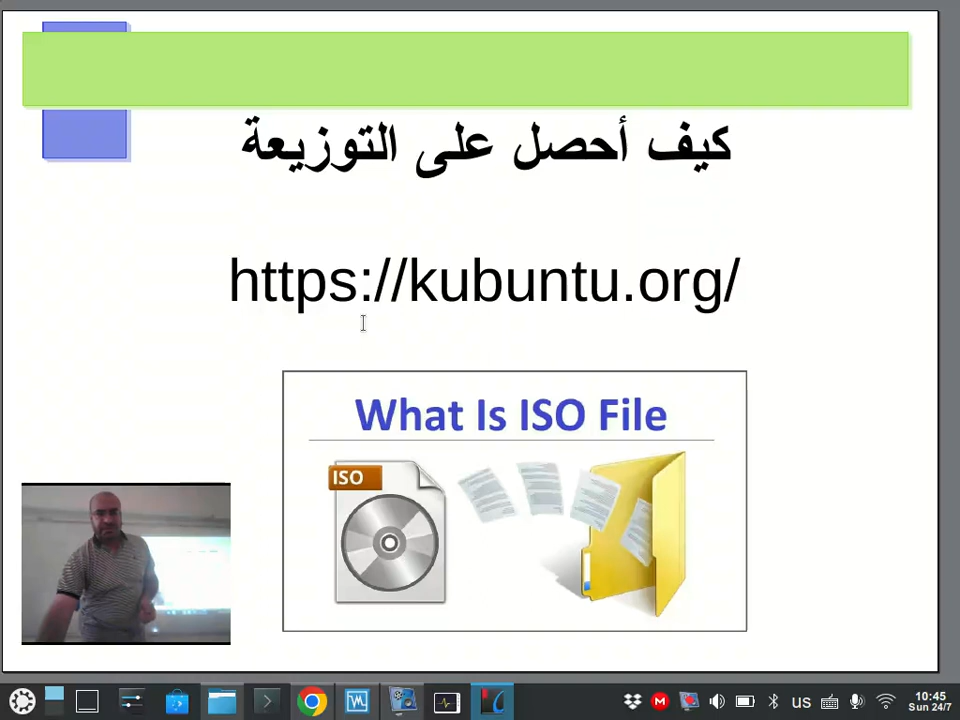 كيف أحصل على التوزيعة
https://kubuntu.org/
What Is ISO File
ISO
us
10:45
Sun 24/7